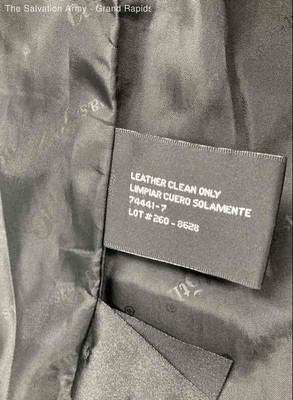 The Salvation Army - Grand Rapids
LEATHER CLEAN ONLY
LIMPIAR CUERO SOLAMENTE
74441-7
LOT # 260 - 8628